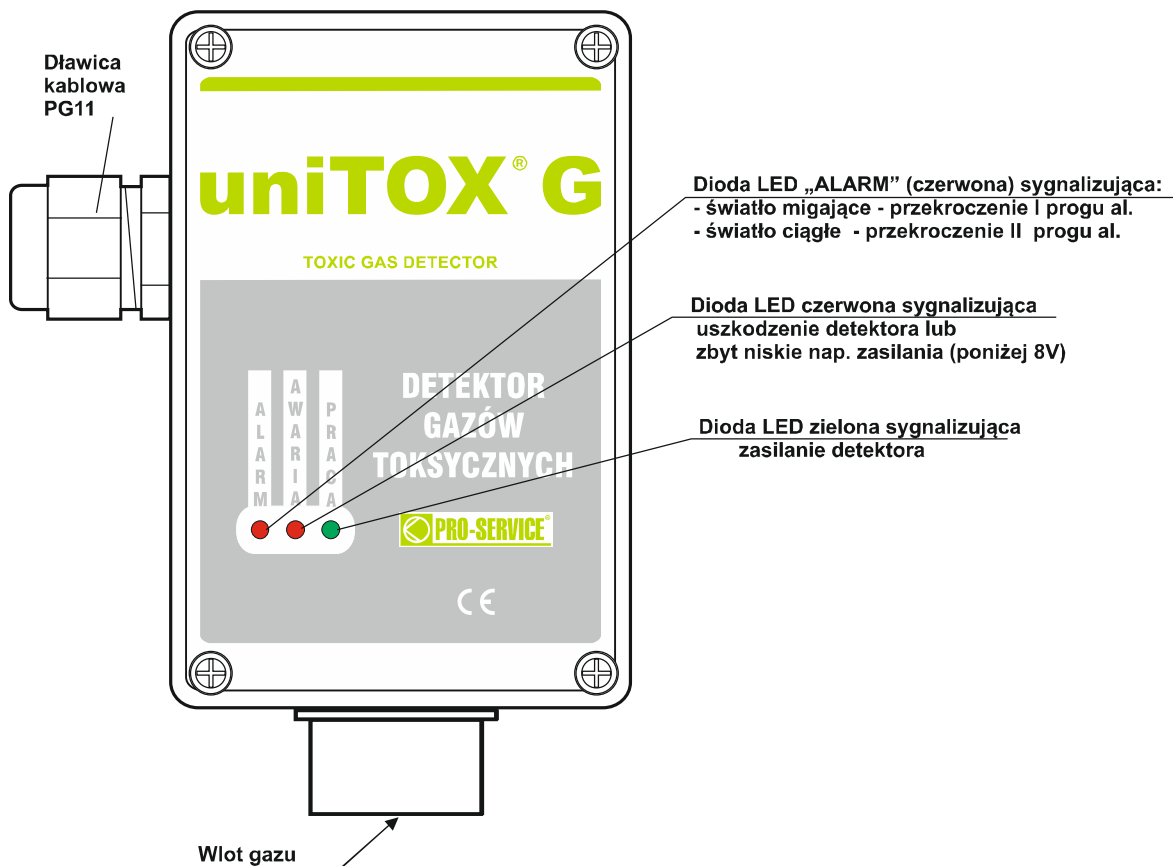 Dławica
kablowa
PG11
uniTOX® G
TOXIC GAS DETECTOR
Dioda LED „ALARM” (czerwona) sygnalizująca:
- światło migające - przekroczenie I progu al.
- światło ciągłe - przekroczenie II progu al.
Dioda LED czerwona sygnalizująca
uszkodzenie detektora lub
zbyt niskie nap. zasilania (poniżej 8V)
Dioda LED zielona sygnalizująca
zasilanie detektora
ALARM
AWARIA
PRACA
DETEKTOR
GAZÓW
TOKSYCZNYCH
PRO-SERVICE®
CE
Wlot gazu